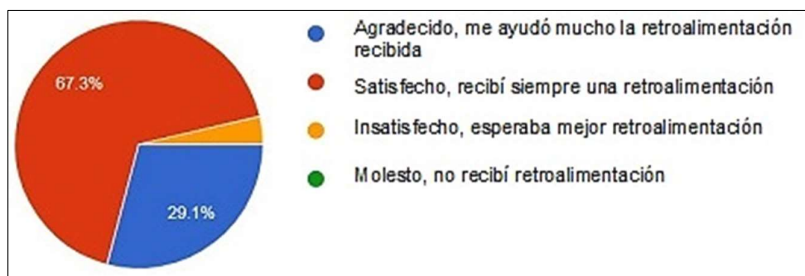 67.3%
29.1%
Agradecido, me ayudó mucho la retroalimentación
recibida
Satisfecho, recibí siempre una retroalimentación
Insatisfecho, esperaba mejor retroalimentación
Molesto, no recibí retroalimentación